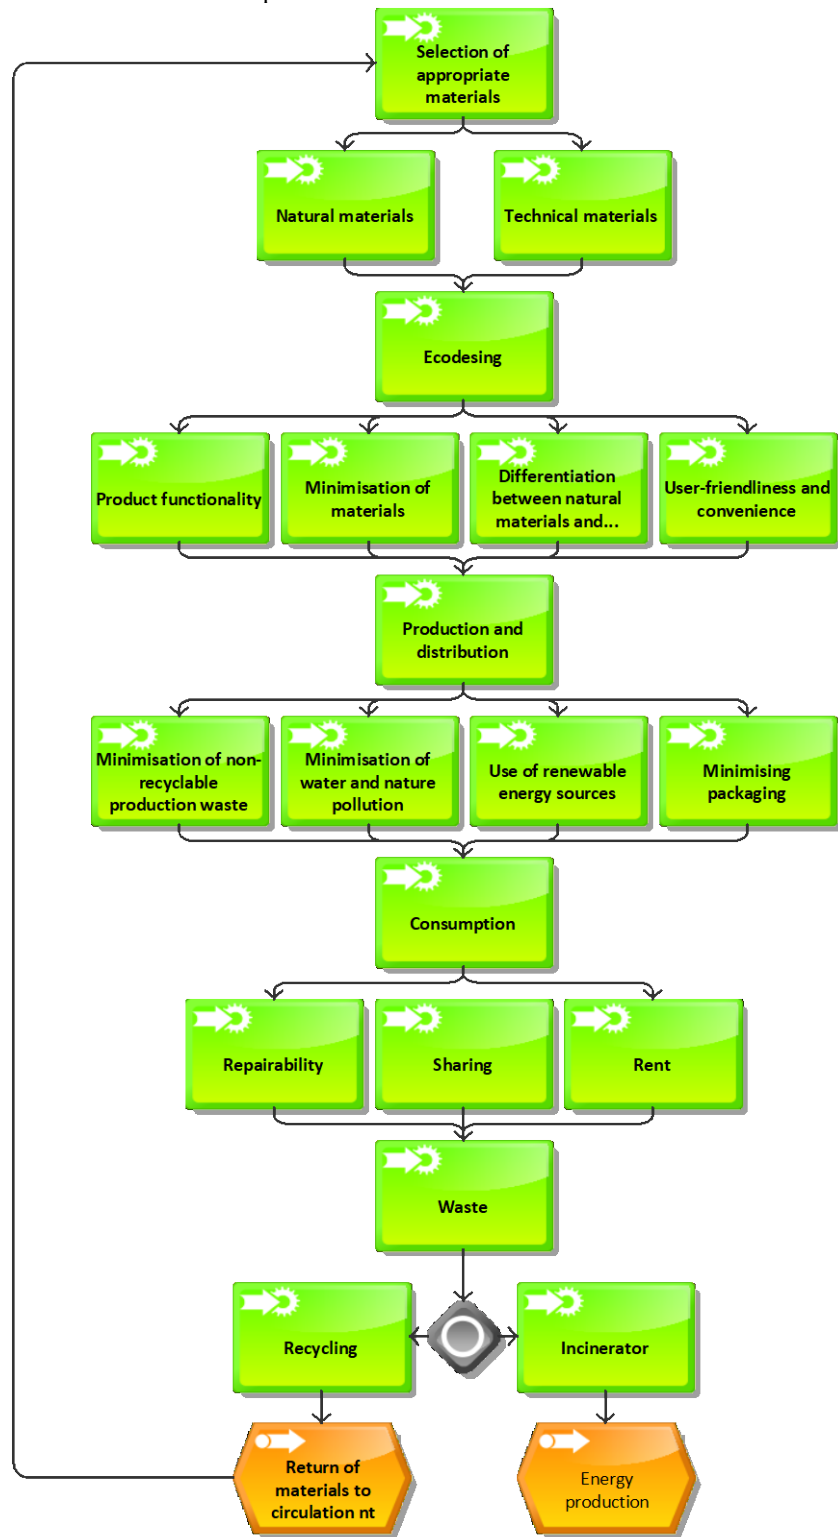 Selection of
appropriate
materials
Natural materials
Technical materials
Ecodesing
Product functionality
Minimisation of
materials
Differentiation
between natural
materials and...
User-friendliness and
convenience
Production and
distribution
Minimisation of non-
recyclable
production waste
Minimisation of
water and nature
pollution
Use of renewable
energy sources
Minimising
packaging
Consumption
Repairability
Sharing
Rent
Waste
Recycling
Incinerator
Return of
materials to
circulation nt
Energy
production